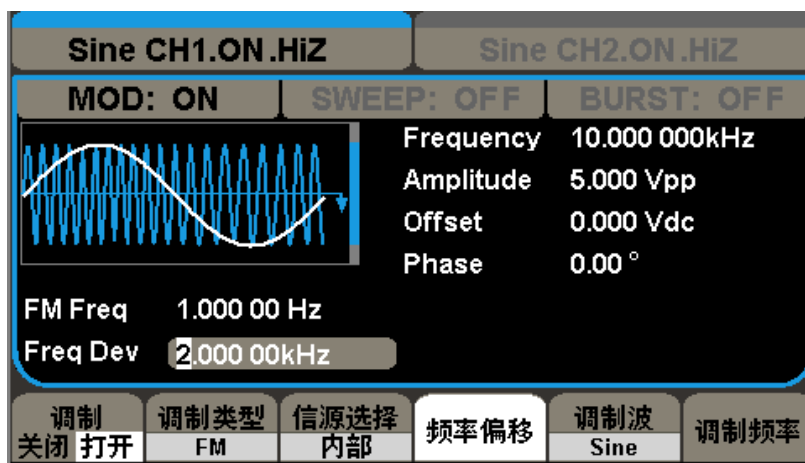 Sine CH1.ON.HiZ Sine CH2.ON.HiZ
MOD: ON SWEEP: OFF BURST: OFF
Frequency 10.000 000kHz
Amplitude 5.000 Vpp
Offset 0.000 Vdc
Phase 0.00 °
FM Freq 1.000 00 Hz
Freq Dev 2.000 00kHz
调制 调制类型 信源选择 频率偏移 调制波 调制频率
关闭 打开 FM 内部 Sine